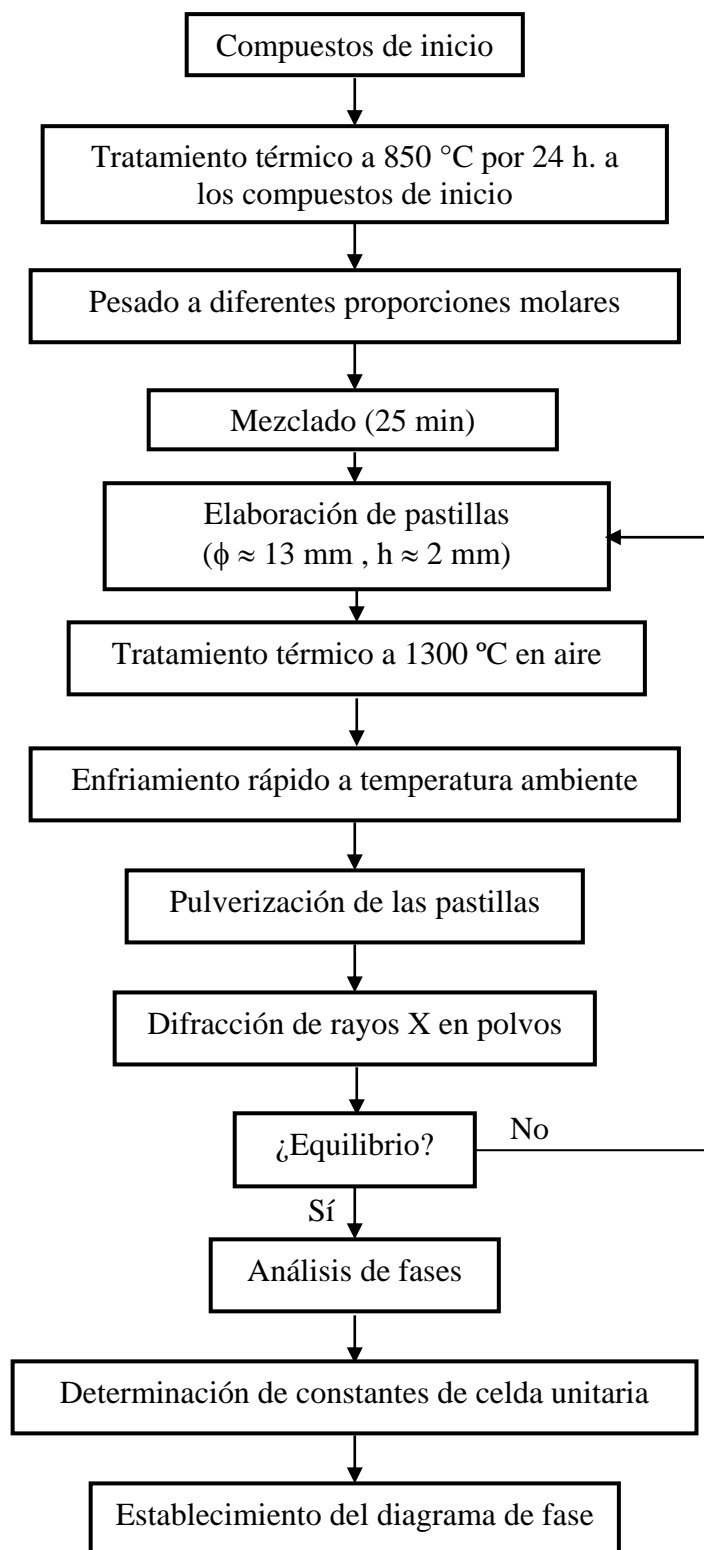 Compuestos de inicio
Tratamiento térmico a 850 °C por 24 h. a
los compuestos de inicio
Pesado a diferentes proporciones molares
Mezclado (25 min)
Elaboración de pastillas
(ϕ ≈ 13 mm , h ≈ 2 mm)
Tratamiento térmico a 1300 ºC en aire
Enfriamiento rápido a temperatura ambiente
Pulverización de las pastillas
Difracción de rayos X en polvos
¿Equilibrio?
No
Sí
Análisis de fases
Determinación de constantes de celda unitaria
Establecimiento del diagrama de fase